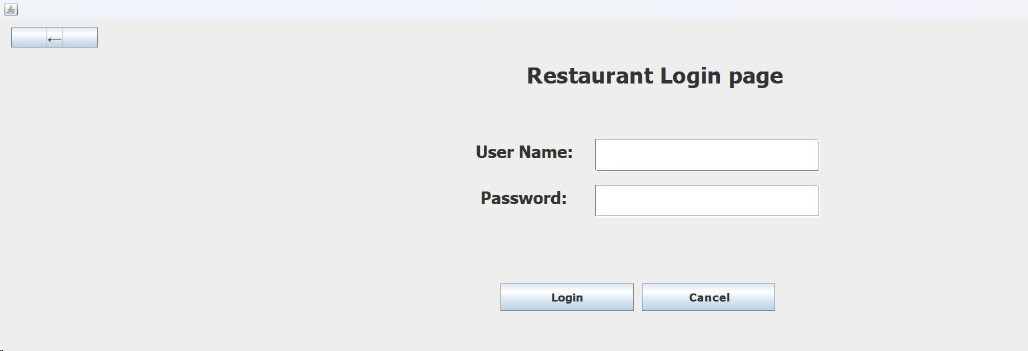 ←
Restaurant Login page
User Name:
Password:
Login Cancel